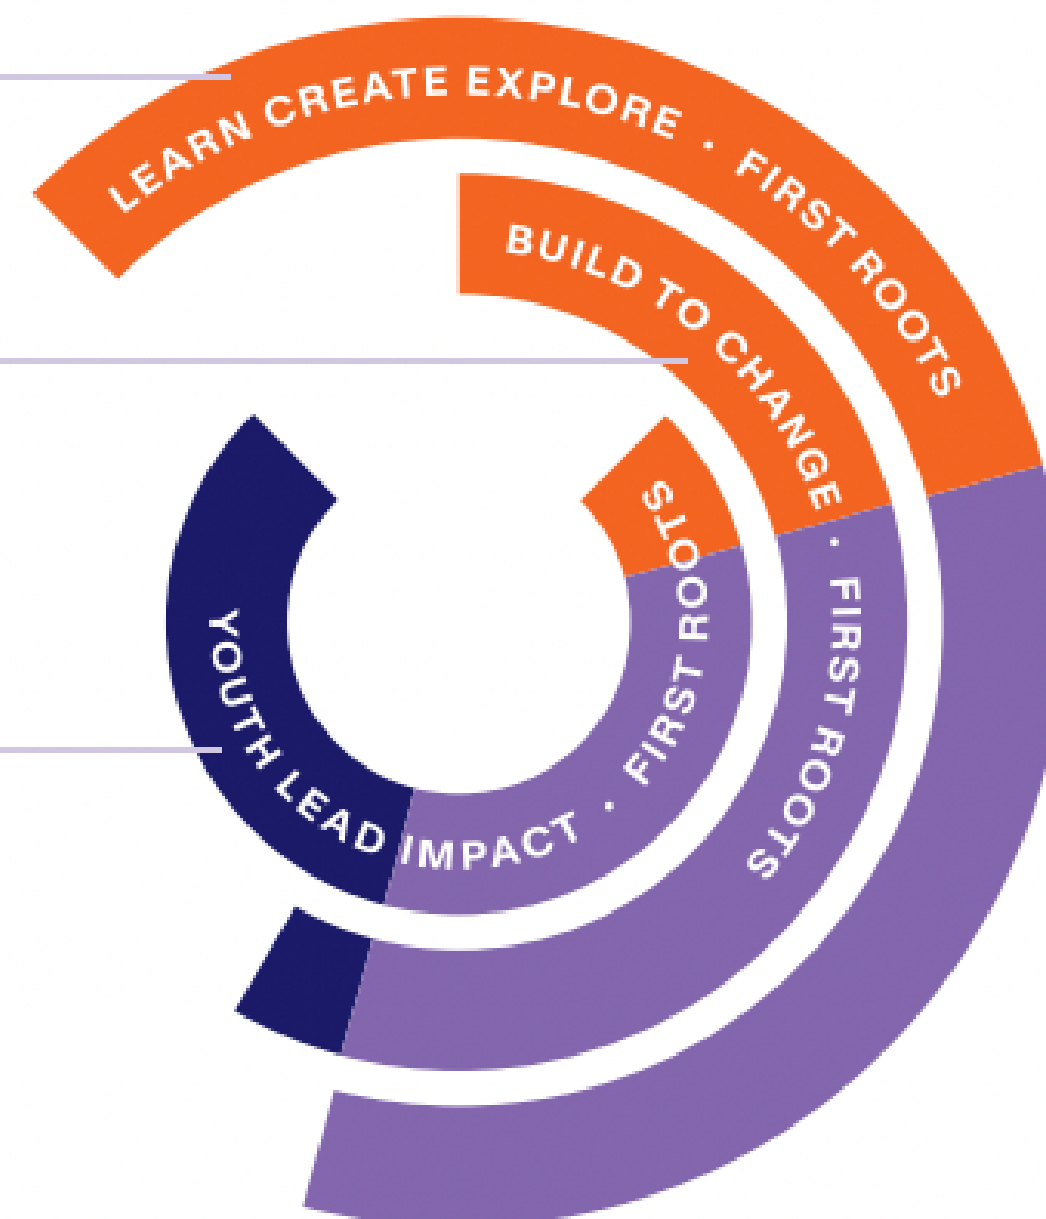 LEARN CREATE EXPLORE · FIRST ROOTS
BUILD TO CHANGE · FIRST ROOTS
YOUTH LEAD IMPACT · FIRST ROOTS